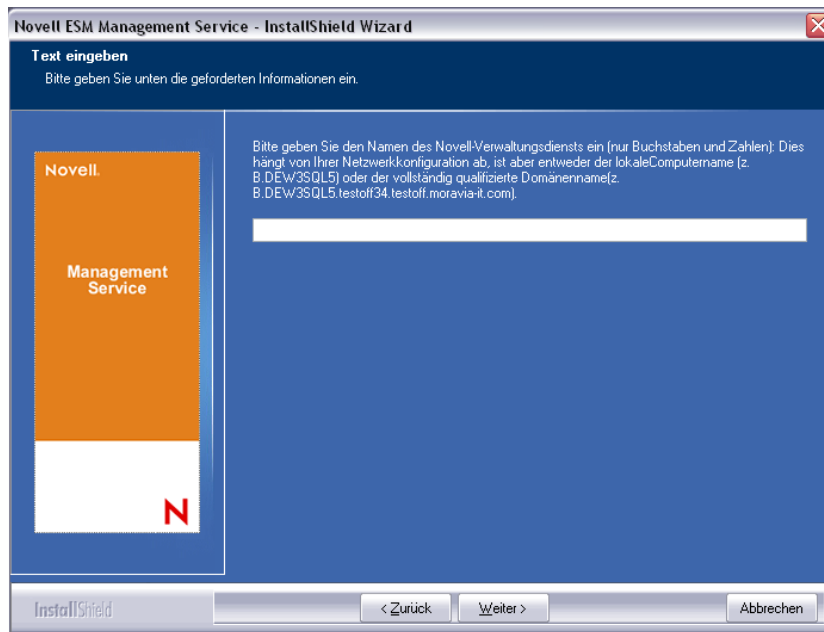 Novell ESM Management Service - InstallShield Wizard
Text eingeben
Bitte geben Sie unten die geforderten Informationen ein.
Novell.
Management
Service
N
Bitte geben Sie den Namen des Novell-Verwaltungsdiensts ein (nur Buchstaben und Zahlen): Dies
hängt von Ihrer Netzwerkkonfiguration ab, ist aber entweder der lokaleComputername (z.
B.DEW3SQL5) oder der vollständig qualifizierte Domänenname(z.
B.DEW3SQL5.testoff34.testoff.moravia-it.com).
InstallShield
< Zurück
Weiter >
Abbrechen